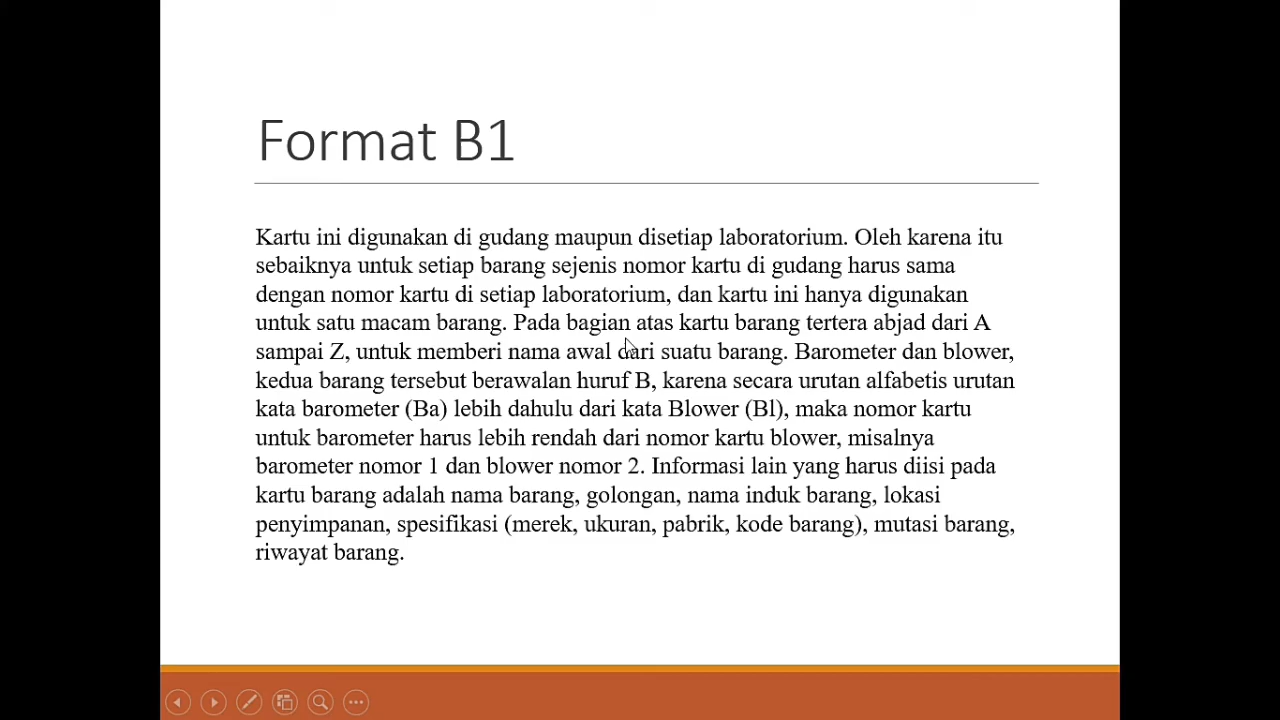 Format B1
Kartu ini digunakan di gudang maupun disetiap laboratorium. Oleh karena itu
sebaiknya untuk setiap barang sejenis nomor kartu di gudang harus sama
dengan nomor kartu di setiap laboratorium, dan kartu ini hanya digunakan
untuk satu macam barang. Pada bagian atas kartu barang tertera abjad dari A
sampai Z, untuk memberi nama awal dari suatu barang. Barometer dan blower,
kedua barang tersebut berawalan huruf B, karena secara urutan alfabetis urutan
kata barometer (Ba) lebih dahulu dari kata Blower (Bl), maka nomor kartu
untuk barometer harus lebih rendah dari nomor kartu blower, misalnya
barometer nomor 1 dan blower nomor 2. Informasi lain yang harus diisi pada
kartu barang adalah nama barang, golongan, nama induk barang, lokasi
penyimpanan, spesifikasi (merek, ukuran, pabrik, kode barang), mutasi barang,
riwayat barang.